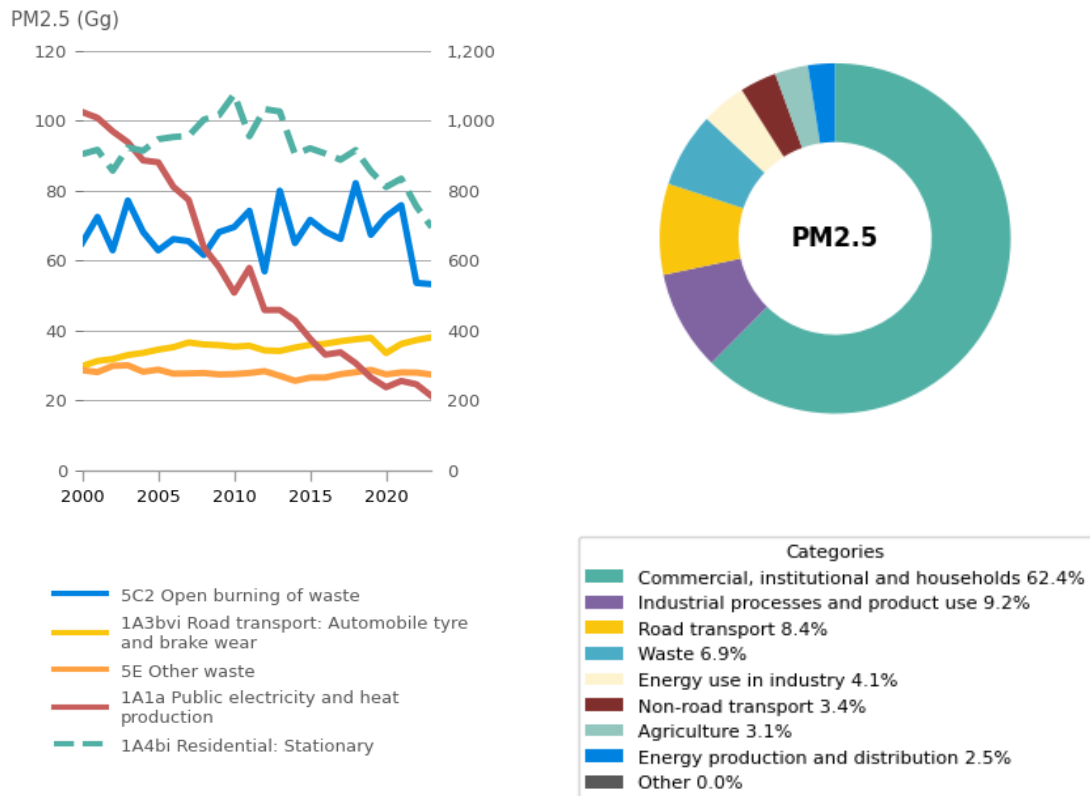 PM2.5 (Gg)
120
100
80
60
40
20
0
1,200
1,000
800
600
400
200
0
2000
2005
2010
2015
2020
5C2 Open burning of waste
1A3bvi Road transport: Automobile tyre
and brake wear
5E Other waste
1A1a Public electricity and heat
production
1A4bi Residential: Stationary
PM2.5
Categories
Commercial, institutional and households 62.4%
Industrial processes and product use 9.2%
Road transport 8.4%
Waste 6.9%
Energy use in industry 4.1%
Non-road transport 3.4%
Agriculture 3.1%
Energy production and distribution 2.5%
Other 0.0%